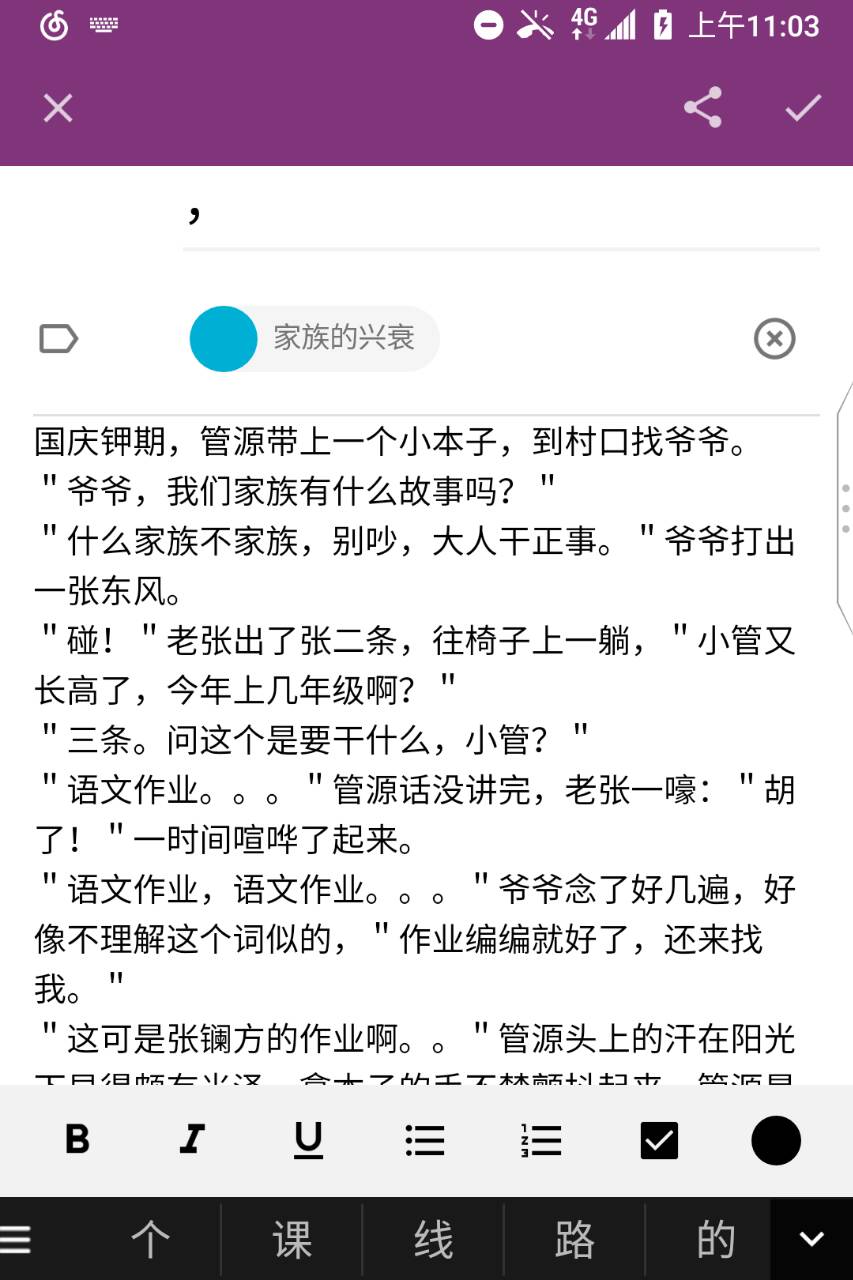 4G 上午11:03
，
家族的兴衰
国庆钾期，管源带上一个小本子，到村口找爷爷。
＂爷爷，我们家族有什么故事吗？＂
＂什么家族不家族，别吵，大人干正事。＂爷爷打出
一张东风。
＂碰！＂老张出了张二条，往椅子上一躺，＂小管又
长高了，今年上几年级啊？＂
＂三条。问这个是要干什么，小管？＂
＂语文作业。。。＂管源话没讲完，老张一嚎：＂胡
了！＂一时间喧哗了起来。
＂语文作业，语文作业。。。＂爷爷念了好几遍，好
像不理解这个词似的，＂作业编编就好了，还来找
我。＂
＂这可是张镧方的作业啊。。＂管源头上的汗在阳光
B I U
个 课 线 路 的